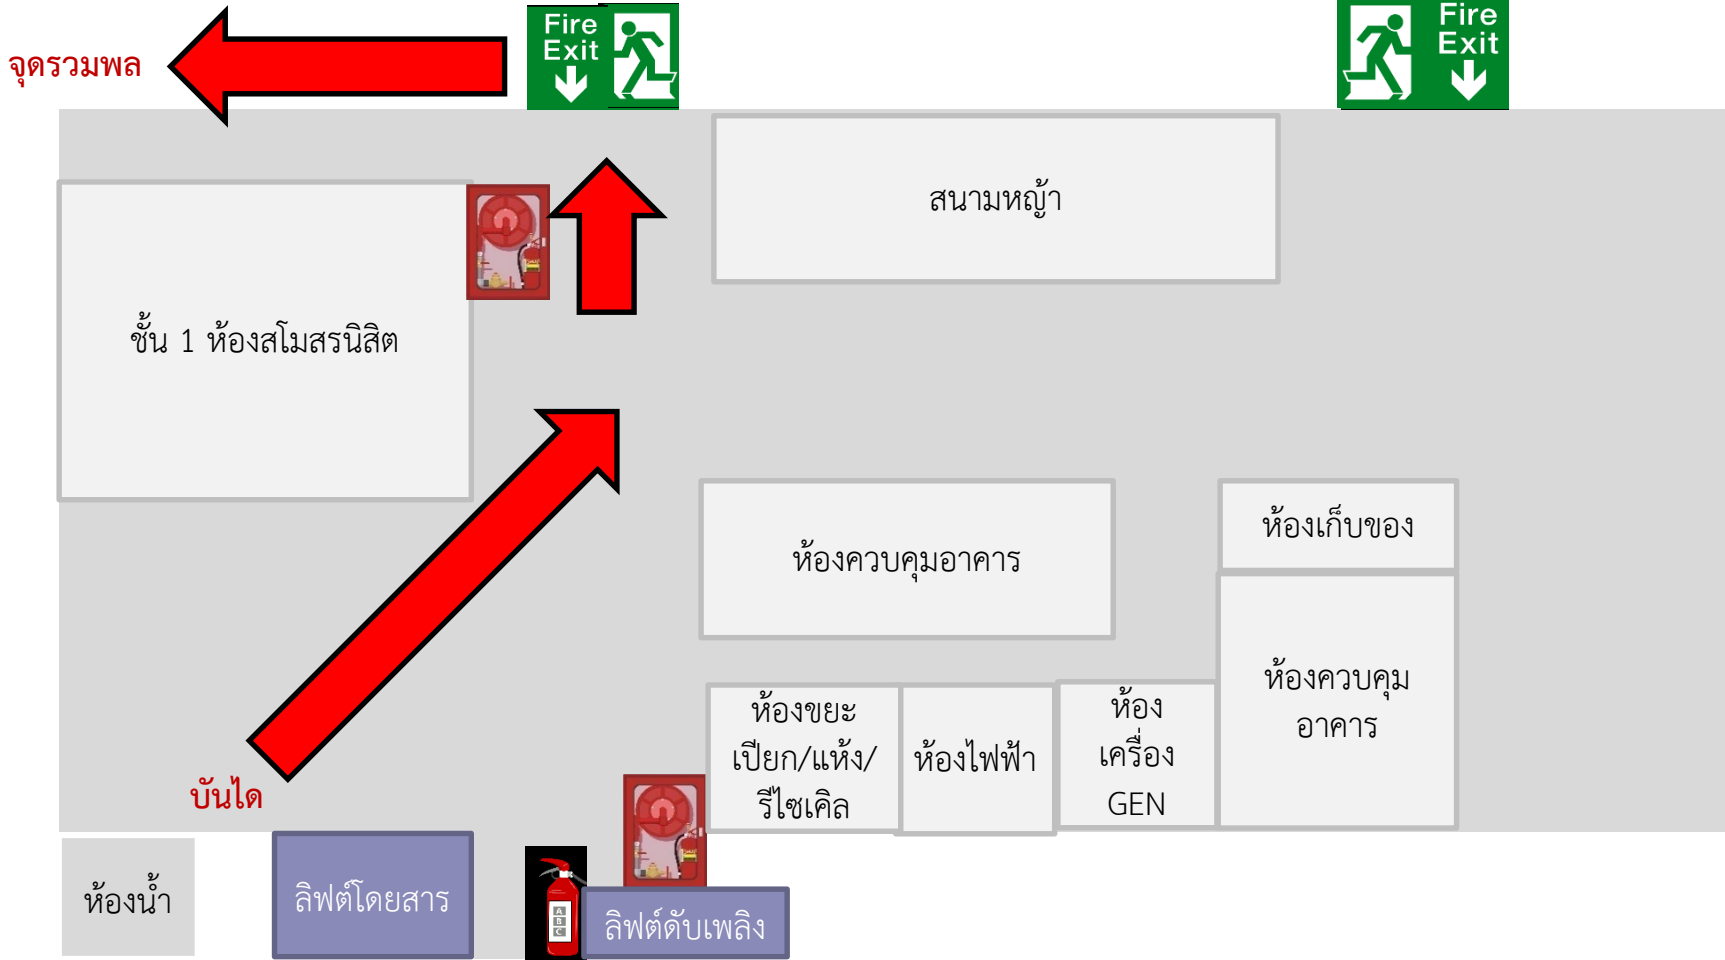 Fire
Exit
Fire
Exit
จุดรวมพล
สนามหญ้า
ชั้น 1 ห้องสโมสรนิสิต
ห้องเก็บของ
ห้องควบคุมอาคาร
ห้องควบคุม
อาคาร
ห้องขยะ
เปียก/แห้ง/
รีไซเคิล
ห้องไฟฟ้า
ห้อง
เครื่อง
GEN
บันได
ห้องน้ำ
ลิฟต์โดยสาร
A
B
C
ลิฟต์ดับเพลิง